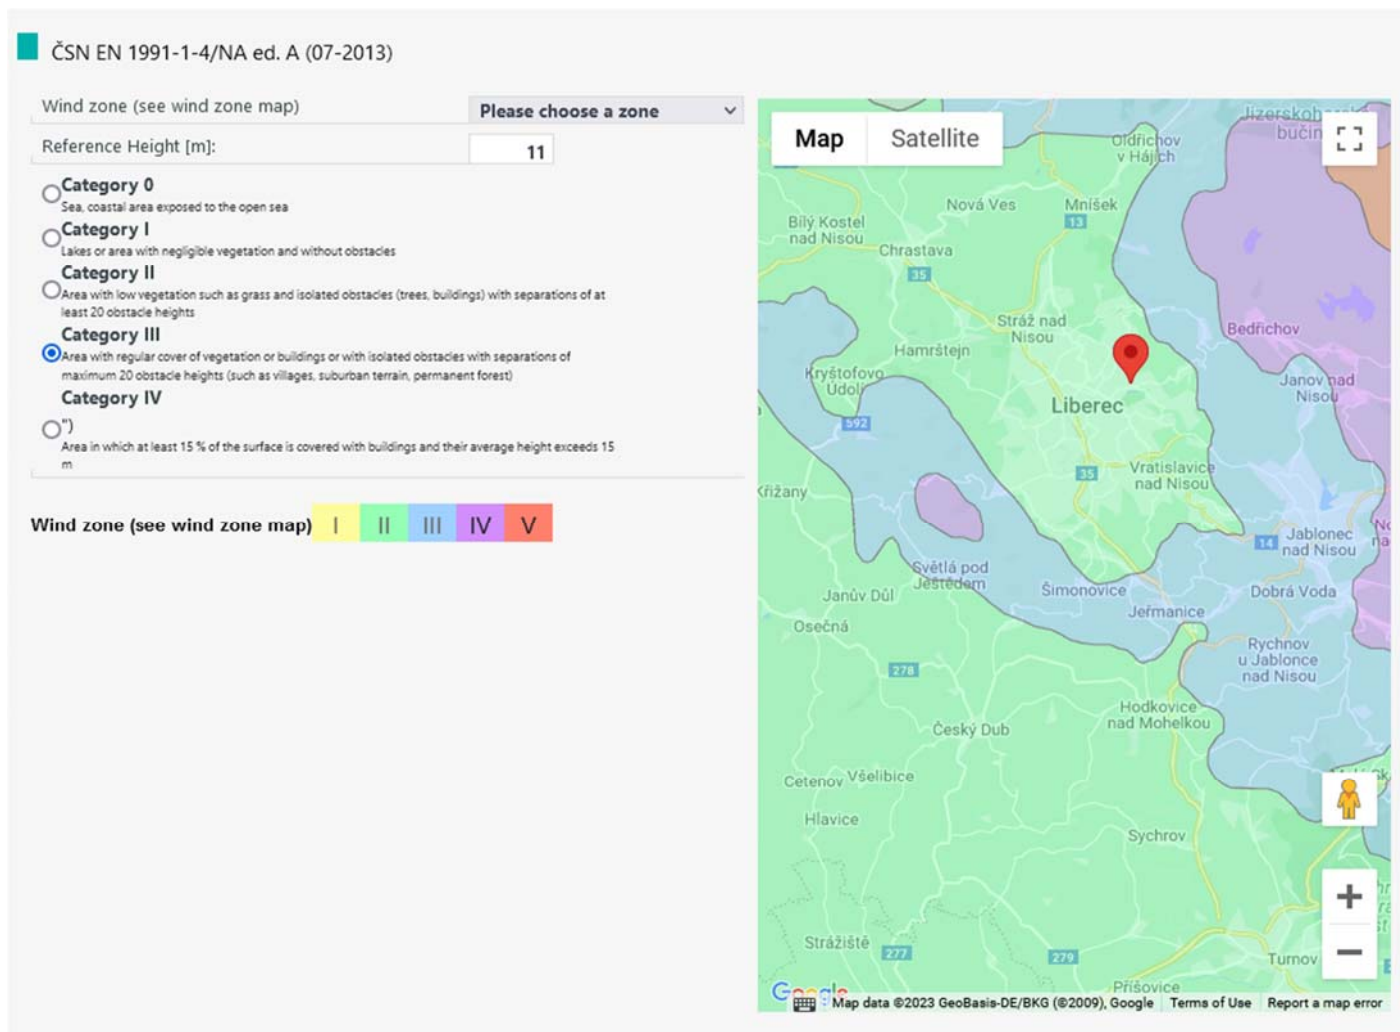 ČSN EN 1991-1-4/NA ed. A (07-2013)
Wind zone (see wind zone map)
Please choose a zone
Reference Height [m]:
11
Category 0
Sea, coastal area exposed to the open sea
Category I
Lakes or area with negligible vegetation and without obstacles
Category II
Area with low vegetation such as grass and isolated obstacles (trees, buildings) with separations of at
least 20 obstacle heights
Category III
Area with regular cover of vegetation or buildings or with isolated obstacles with separations of
maximum 20 obstacle heights (such as villages, suburban terrain, permanent forest)
Category IV
")
Area in which at least 15 % of the surface is covered with buildings and their average height exceeds 15
m
Wind zone (see wind zone map)
I II III IV V
Map Satellite
Oldřichov
v Hájích
Nová Ves
Mníšek
13
Bílý Kostel
nad Nisou
Chrastava
35
Stráž nad
Nisou
Bedřichov
Hamrštejn
Kryštofovo
Údolí
Janov nad
Nisou
Liberec
592
35
Vratislavice
nad Nisou
Křižany
14
Jablonec
nad Nisou
Světlá pod
Ještědem
Janův Důl
Šimonovice
Dobrá Voda
Jeřmanice
Osečná
Rychnov
u Jablonce
nad Nisou
278
Hodkovice
nad Mohelkou
Český Dub
Cetenov
Všelibice
Hlavice
Sychrov
Strážiště
277
279
Turnov
Příšovice
Google
Map data ©2023 GeoBasis-DE/BKG (©2009), Google
Terms of Use
Report a map error